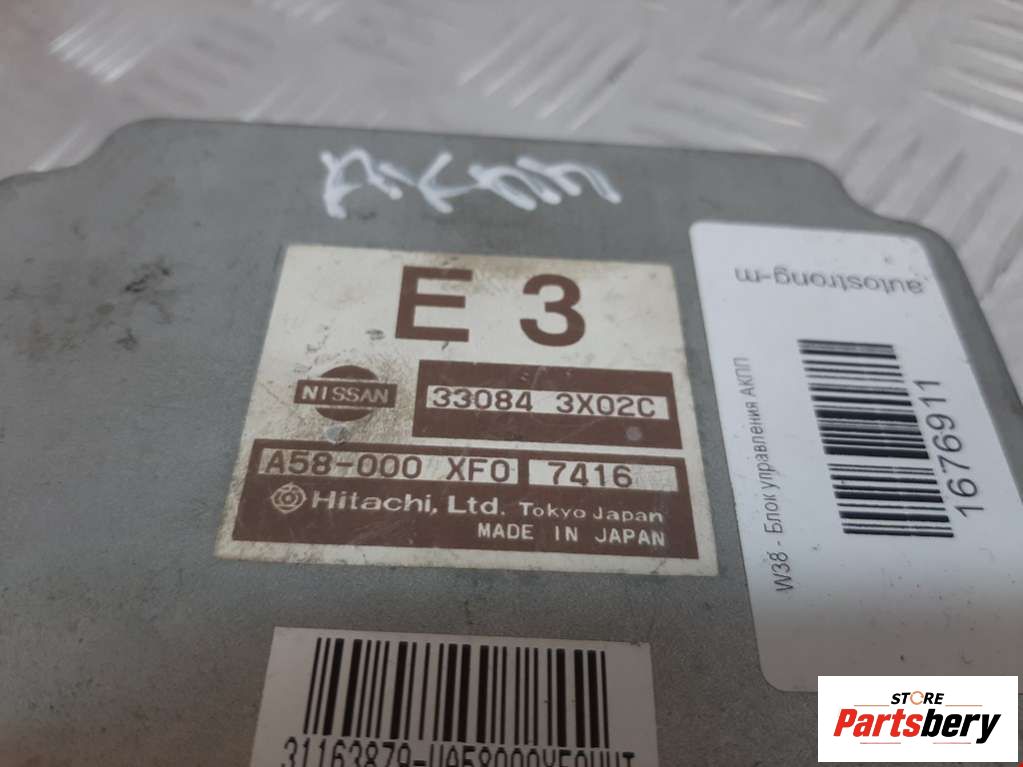 АКПП
E 3
NISSAN
33084 3X02C
A58-000 XF0 7416
Hitachi, Ltd. Tokyo Japan
MADE IN JAPAN
autostrong-m
W38 - Блок управления АКПП
1676911
STORE
Partsbery